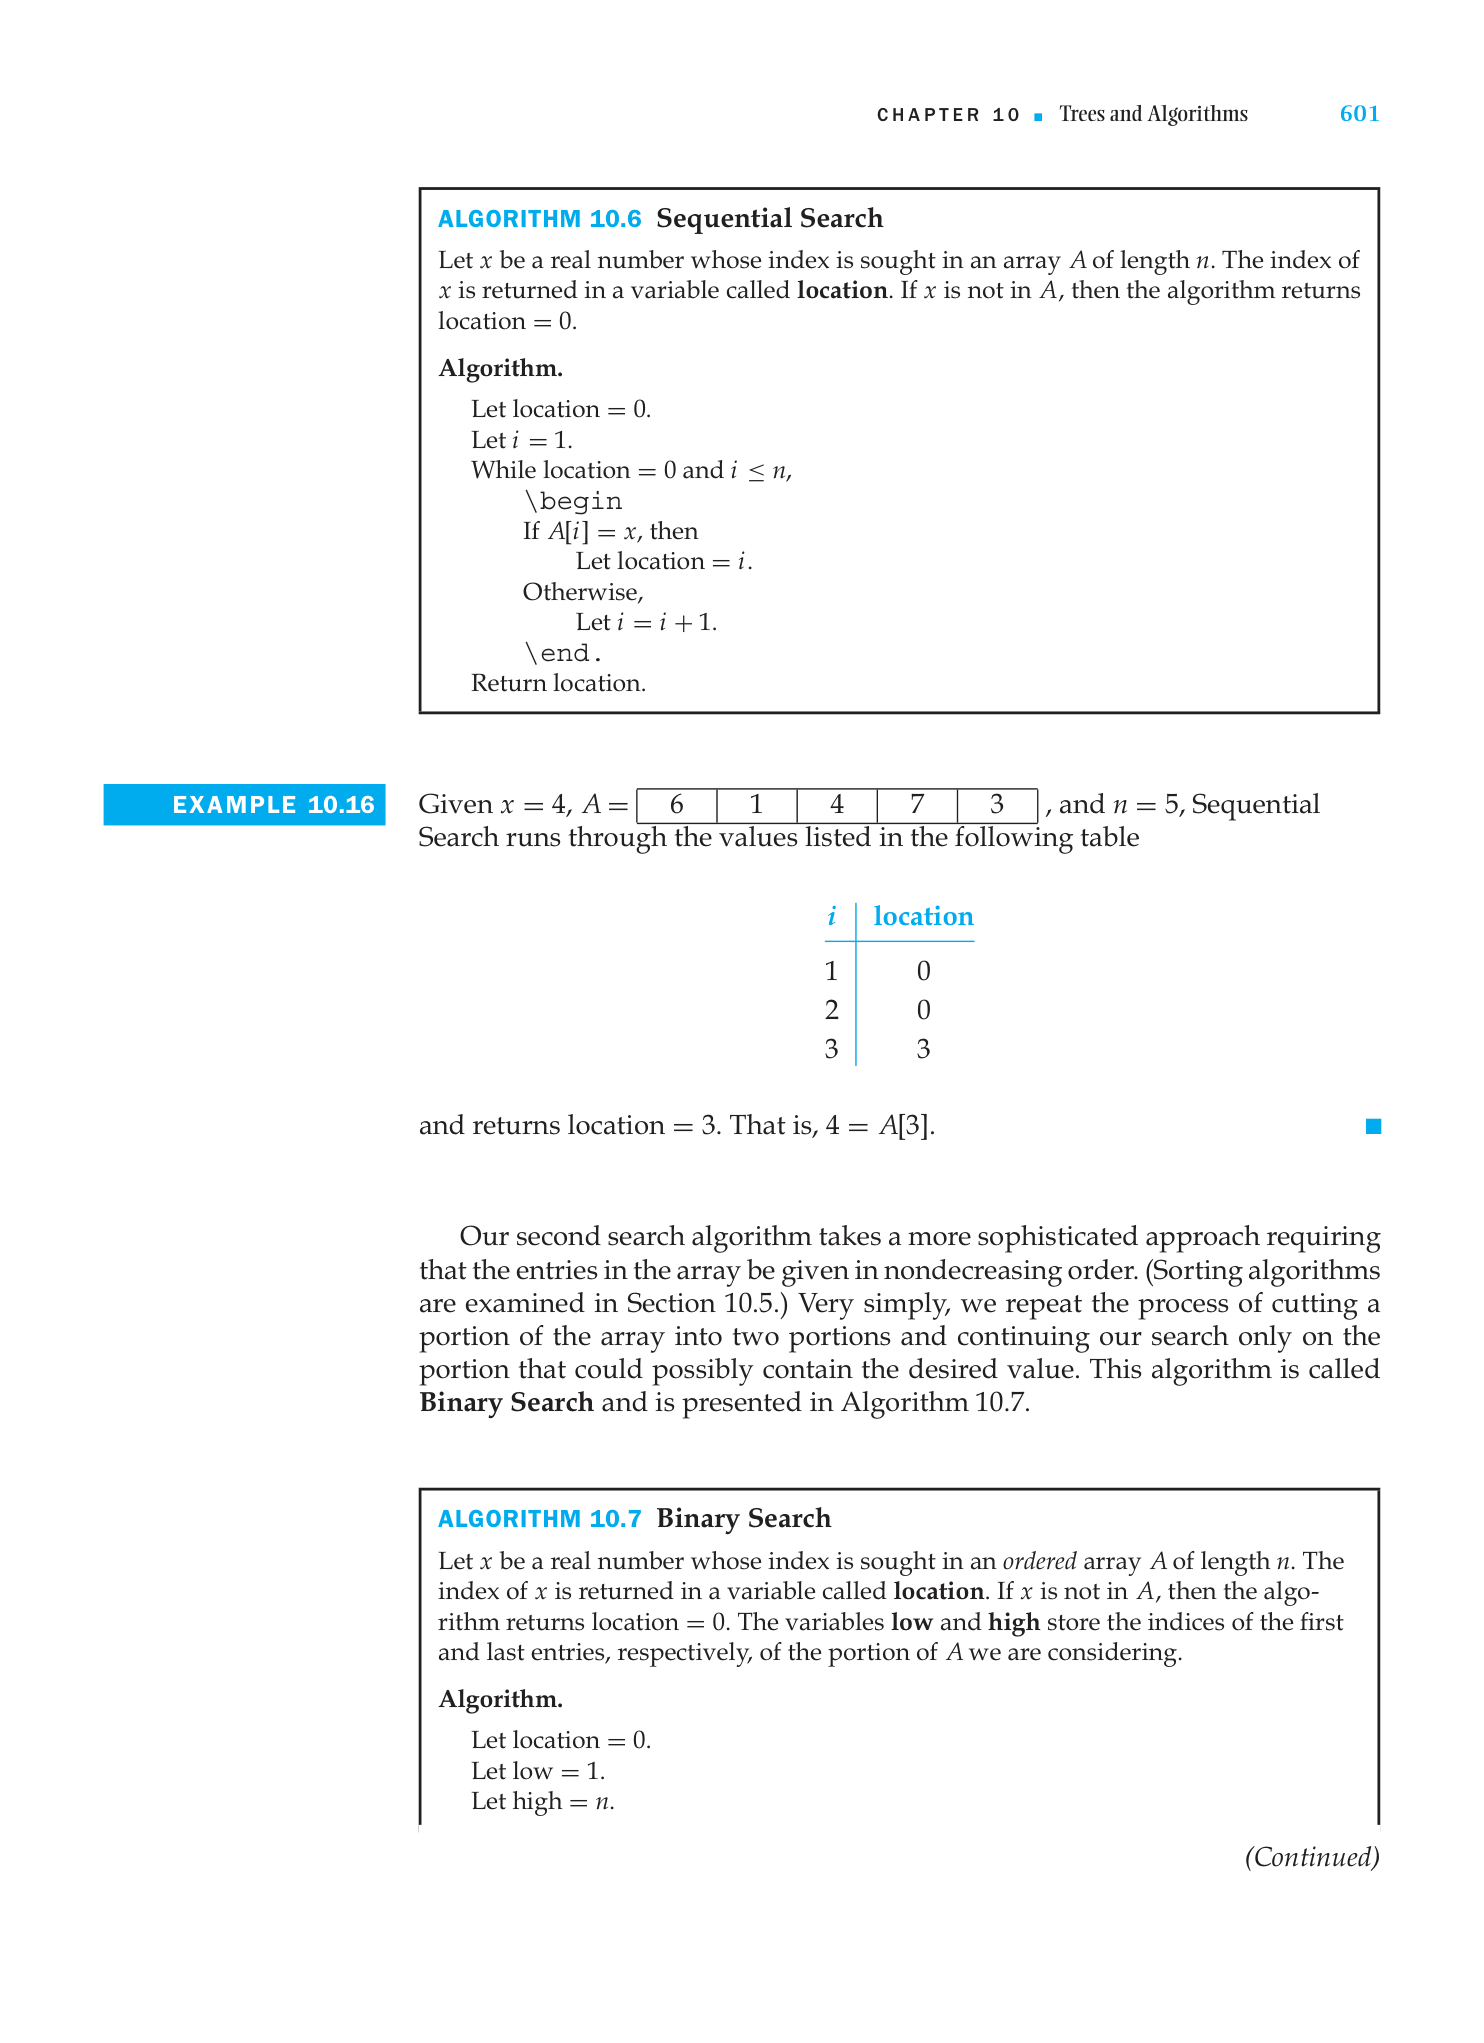 CHAPTER 10 ■ Trees and Algorithms 601
ALGORITHM 10.6 Sequential Search
Let x be a real number whose index is sought in an array A of length n. The index of
x is returned in a variable called location. If x is not in A, then the algorithm returns
location = 0.
Algorithm.
Let location = 0.
Let i = 1.
While location = 0 and i ≤ n,
\begin
If A[i] = x, then
Let location = i.
Otherwise,
Let i = i + 1.
\end.
Return location.
EXAMPLE 10.16 Given x = 4, A = 6 1 4 7 3 , and n = 5, Sequential
Search runs through the values listed in the following table
i location
1 0
2 0
3 3
and returns location = 3. That is, 4 = A[3]. ■
Our second search algorithm takes a more sophisticated approach requiring
that the entries in the array be given in nondecreasing order. (Sorting algorithms
are examined in Section 10.5.) Very simply, we repeat the process of cutting a
portion of the array into two portions and continuing our search only on the
portion that could possibly contain the desired value. This algorithm is called
Binary Search and is presented in Algorithm 10.7.
ALGORITHM 10.7 Binary Search
Let x be a real number whose index is sought in an ordered array A of length n. The
index of x is returned in a variable called location. If x is not in A, then the algo-
rithm returns location = 0. The variables low and high store the indices of the first
and last entries, respectively, of the portion of A we are considering.
Algorithm.
Let location = 0.
Let low = 1.
Let high = n.
(Continued)